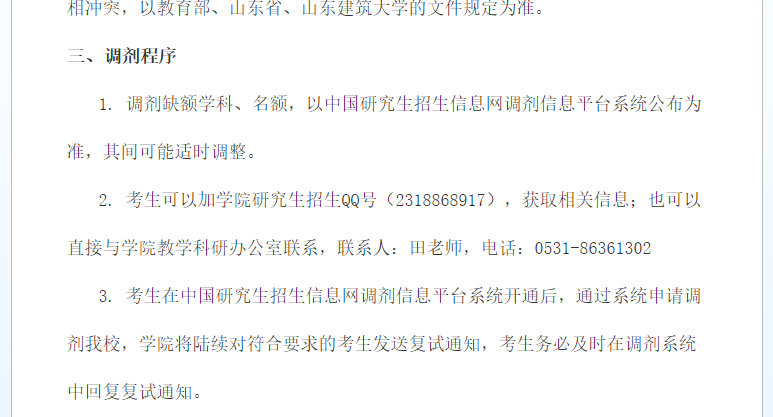 相冲突，以教育部、山东省、山东建筑大学的文件规定为准。
三、调剂程序
1. 调剂缺额学科、名额，以中国研究生招生信息网调剂信息平台系统公布为
准，其间可能适时调整。
2. 考生可以加学院研究生招生QQ号（2318868917），获取相关信息；也可以
直接与学院教学科研办公室联系，联系人：田老师，电话：0531-86361302
3. 考生在中国研究生招生信息网调剂信息平台系统开通后，通过系统申请调
剂我校，学院将陆续对符合要求的考生发送复试通知，考生务必及时在调剂系统
中回复复试通知。